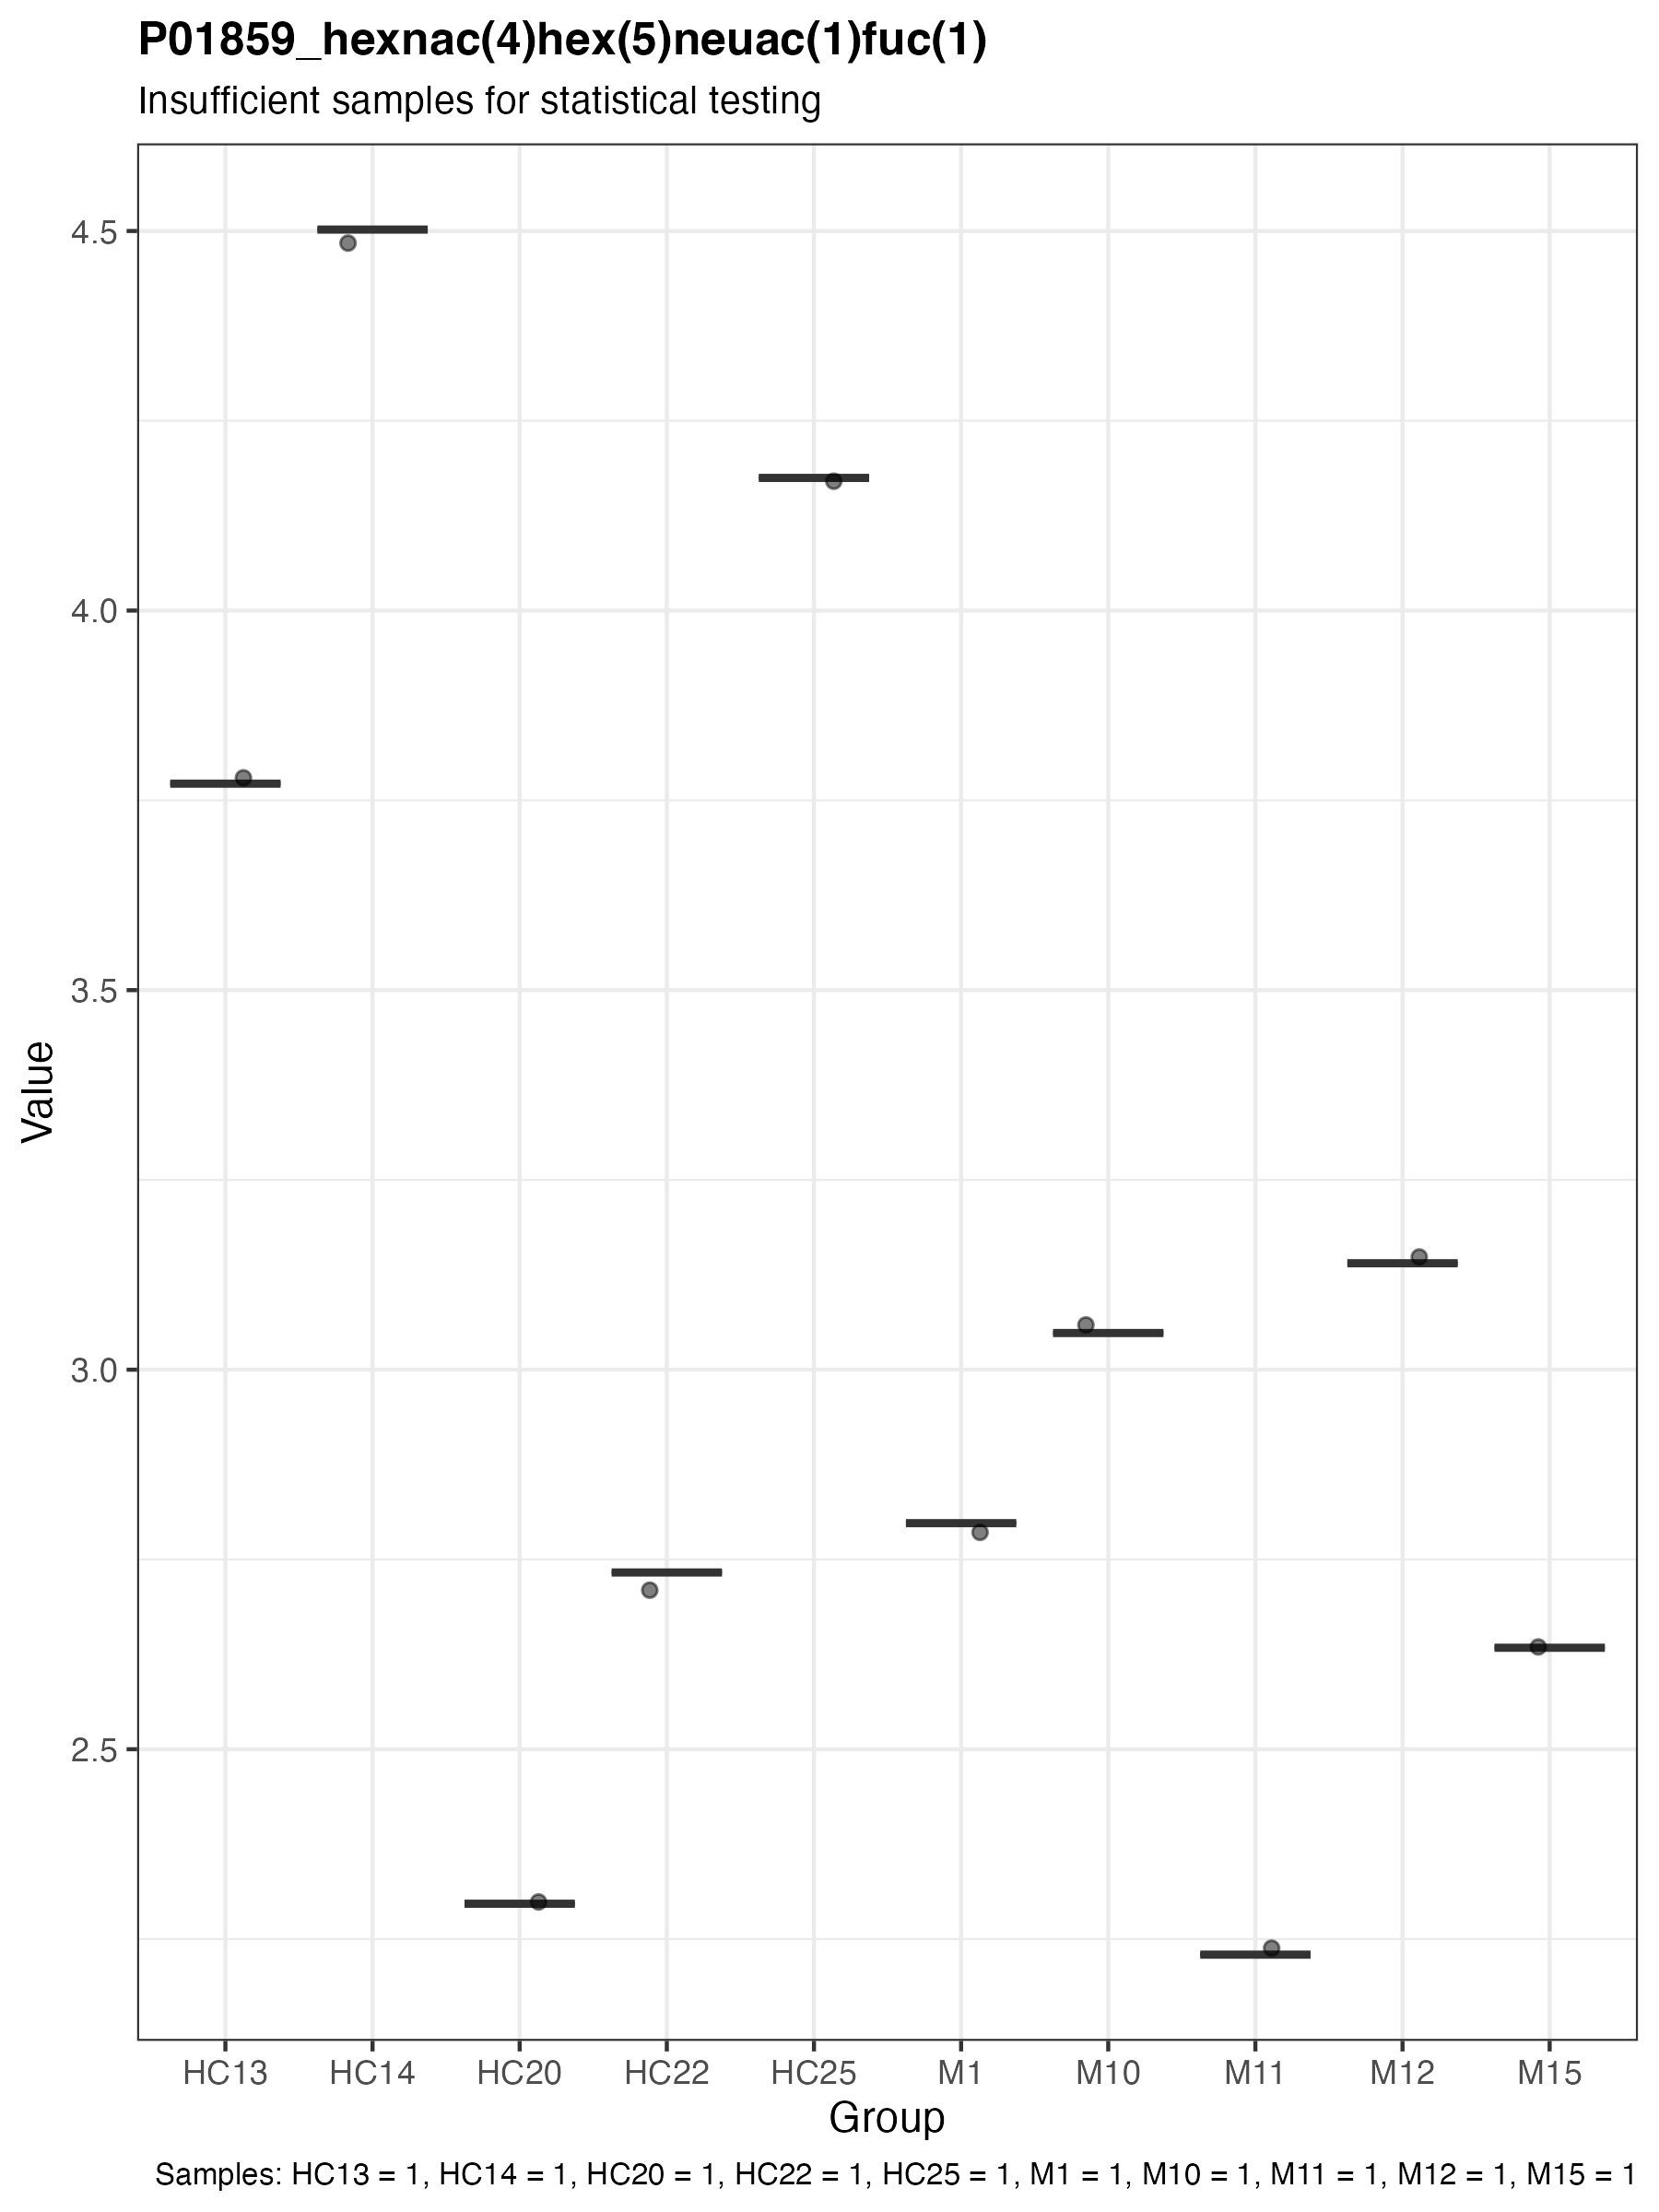 P01859_hexnac(4)hex(5)neuac(1)fuc(1)
Insufficient samples for statistical testing
4.5
4.0
3.5
3.0
2.5
Value
HC13 HC14 HC20 HC22 HC25 M1 M10 M11 M12 M15
Group
Samples: HC13 = 1, HC14 = 1, HC20 = 1, HC22 = 1, HC25 = 1, M1 = 1, M10 = 1, M11 = 1, M12 = 1, M15 = 1